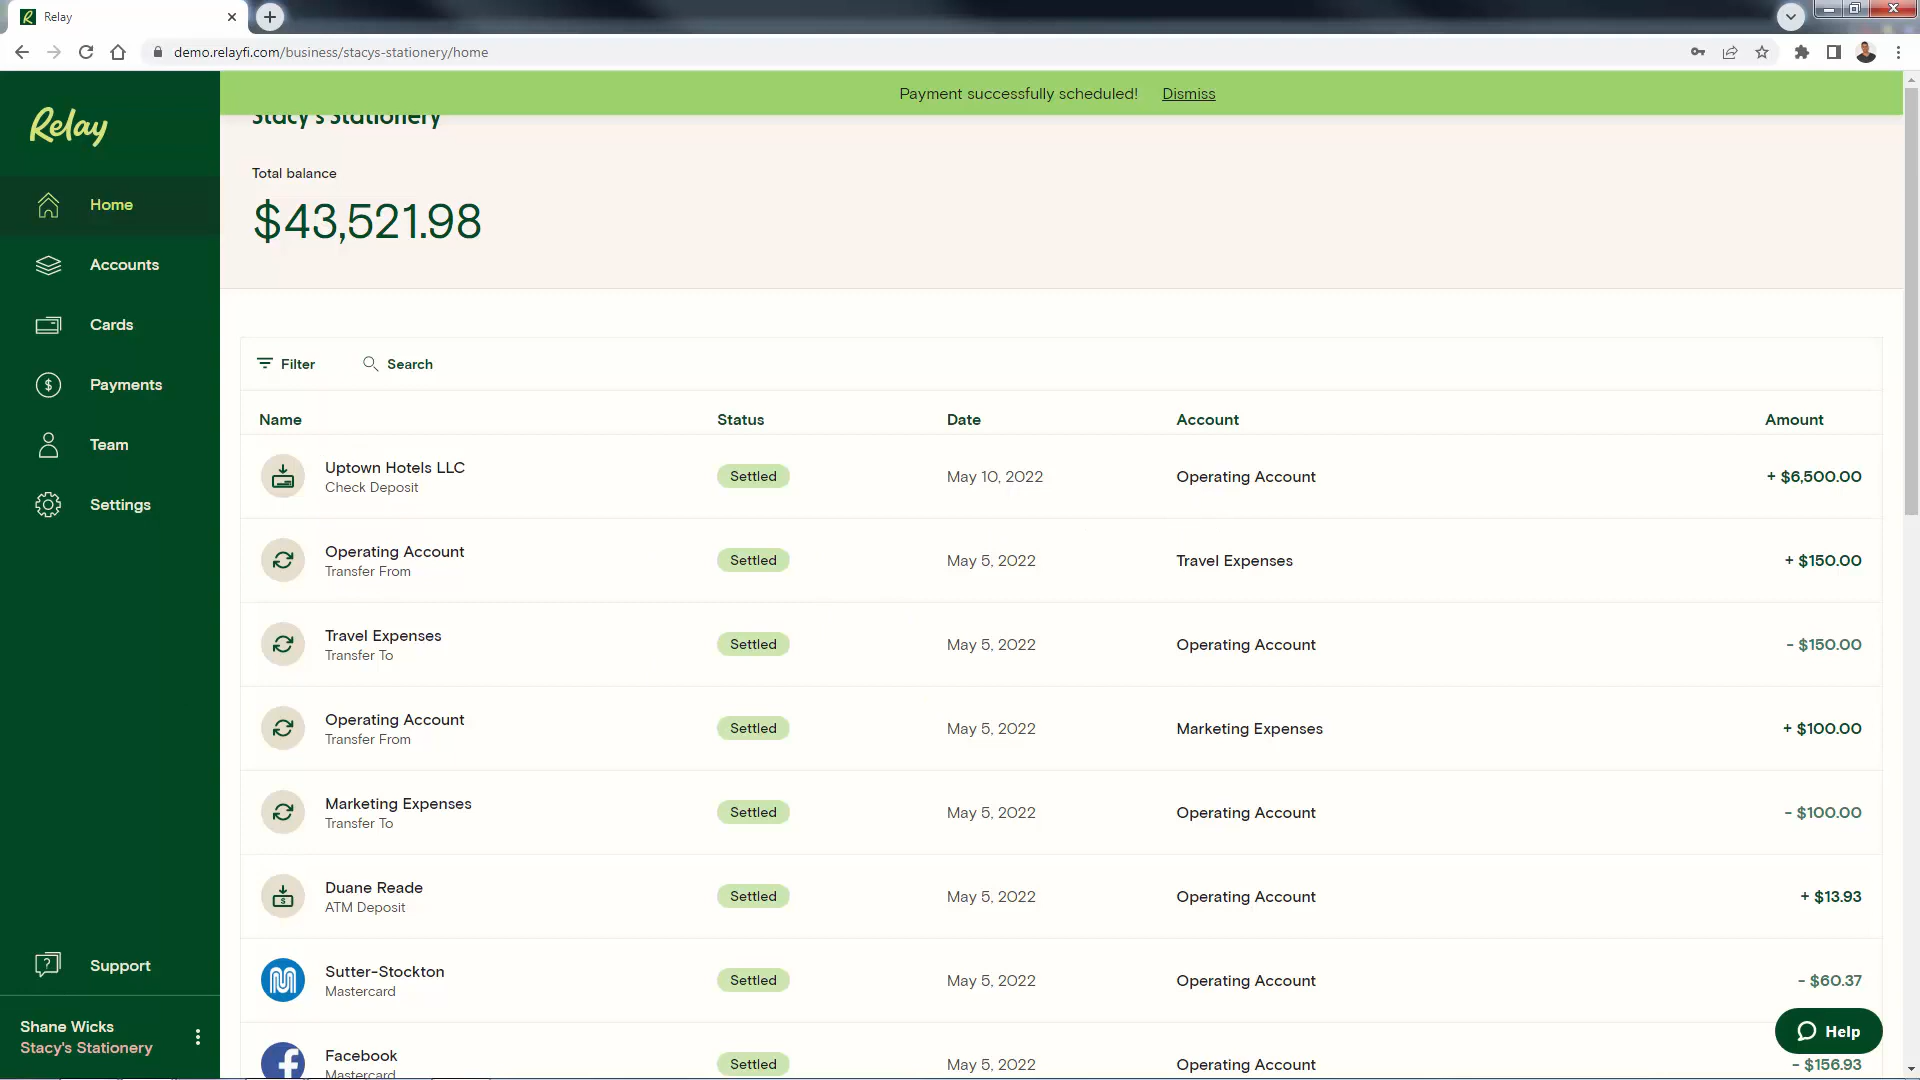 Relay
demo.relayfi.com/business/stacys-stationery/home
Payment successfully scheduled! Dismiss
Relay
Stacy's Stationery
Total balance
$43,521.98
Home
Accounts
Cards
Payments
Team
Settings
Filter Search
Name Status Date Account Amount
Uptown Hotels LLC
Check Deposit
Settled May 10, 2022 Operating Account + $6,500.00
Operating Account
Transfer From
Settled May 5, 2022 Travel Expenses + $150.00
Travel Expenses
Transfer To
Settled May 5, 2022 Operating Account - $150.00
Operating Account
Transfer From
Settled May 5, 2022 Marketing Expenses + $100.00
Marketing Expenses
Transfer To
Settled May 5, 2022 Operating Account - $100.00
Duane Reade
ATM Deposit
Settled May 5, 2022 Operating Account + $13.93
Sutter-Stockton
Mastercard
Settled May 5, 2022 Operating Account - $60.37
Facebook
Mastercard
Settled May 5, 2022 Operating Account - $156.93
Support
Shane Wicks
Stacy's Stationery
Help